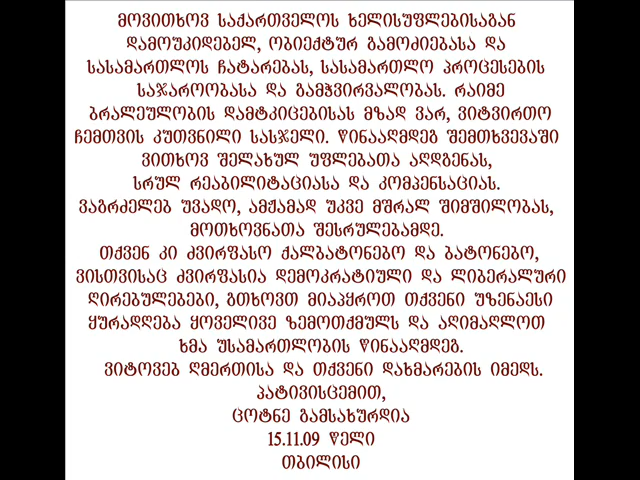 მოვითხოვ საქართველოს ხელისუფლებისაგან
დამოუკიდებელ, ობიექტურ გამოძიებასა და
სასამართლოს ჩატარებას, სასამართლო პროცესების
საჯაროობასა და გამჭვირვალობას. რაიმე
ბრალეულობის დამტკიცებისას მზად ვარ, ვიტვირთო
ჩემთვის კუთვნილი სასჯელი. წინააღმდეგ შემთხვევაში
ვითხოვ შელახულ უფლებათა აღდგენას,
სრულ რეაბილიტაციასა და კომპენსაციას.
ვაგრძელებ უვადო, ამჟამად უკვე მშრალ შიმშილობას,
მოთხოვნათა შესრულებამდე.
თქვენ კი ძვირფასო ქალბატონებო და ბატონებო,
ვისთვისაც ძვირფასია დემოკრატიული და ლიბერალური
ღირებულებები, გთხოვთ მიაპყროთ თქვენი უზენაესი
ყურადღება ყოველივე ზემოთქმულს და აღიმაღლოთ
ხმა უსამართლობის წინააღმდეგ.
ვიტოვებ ღმერთისა და თქვენი დახმარების იმედს.
პატივისცემით,
ცოტნე გამსახურდია
15.11.09 წელი
თბილისი